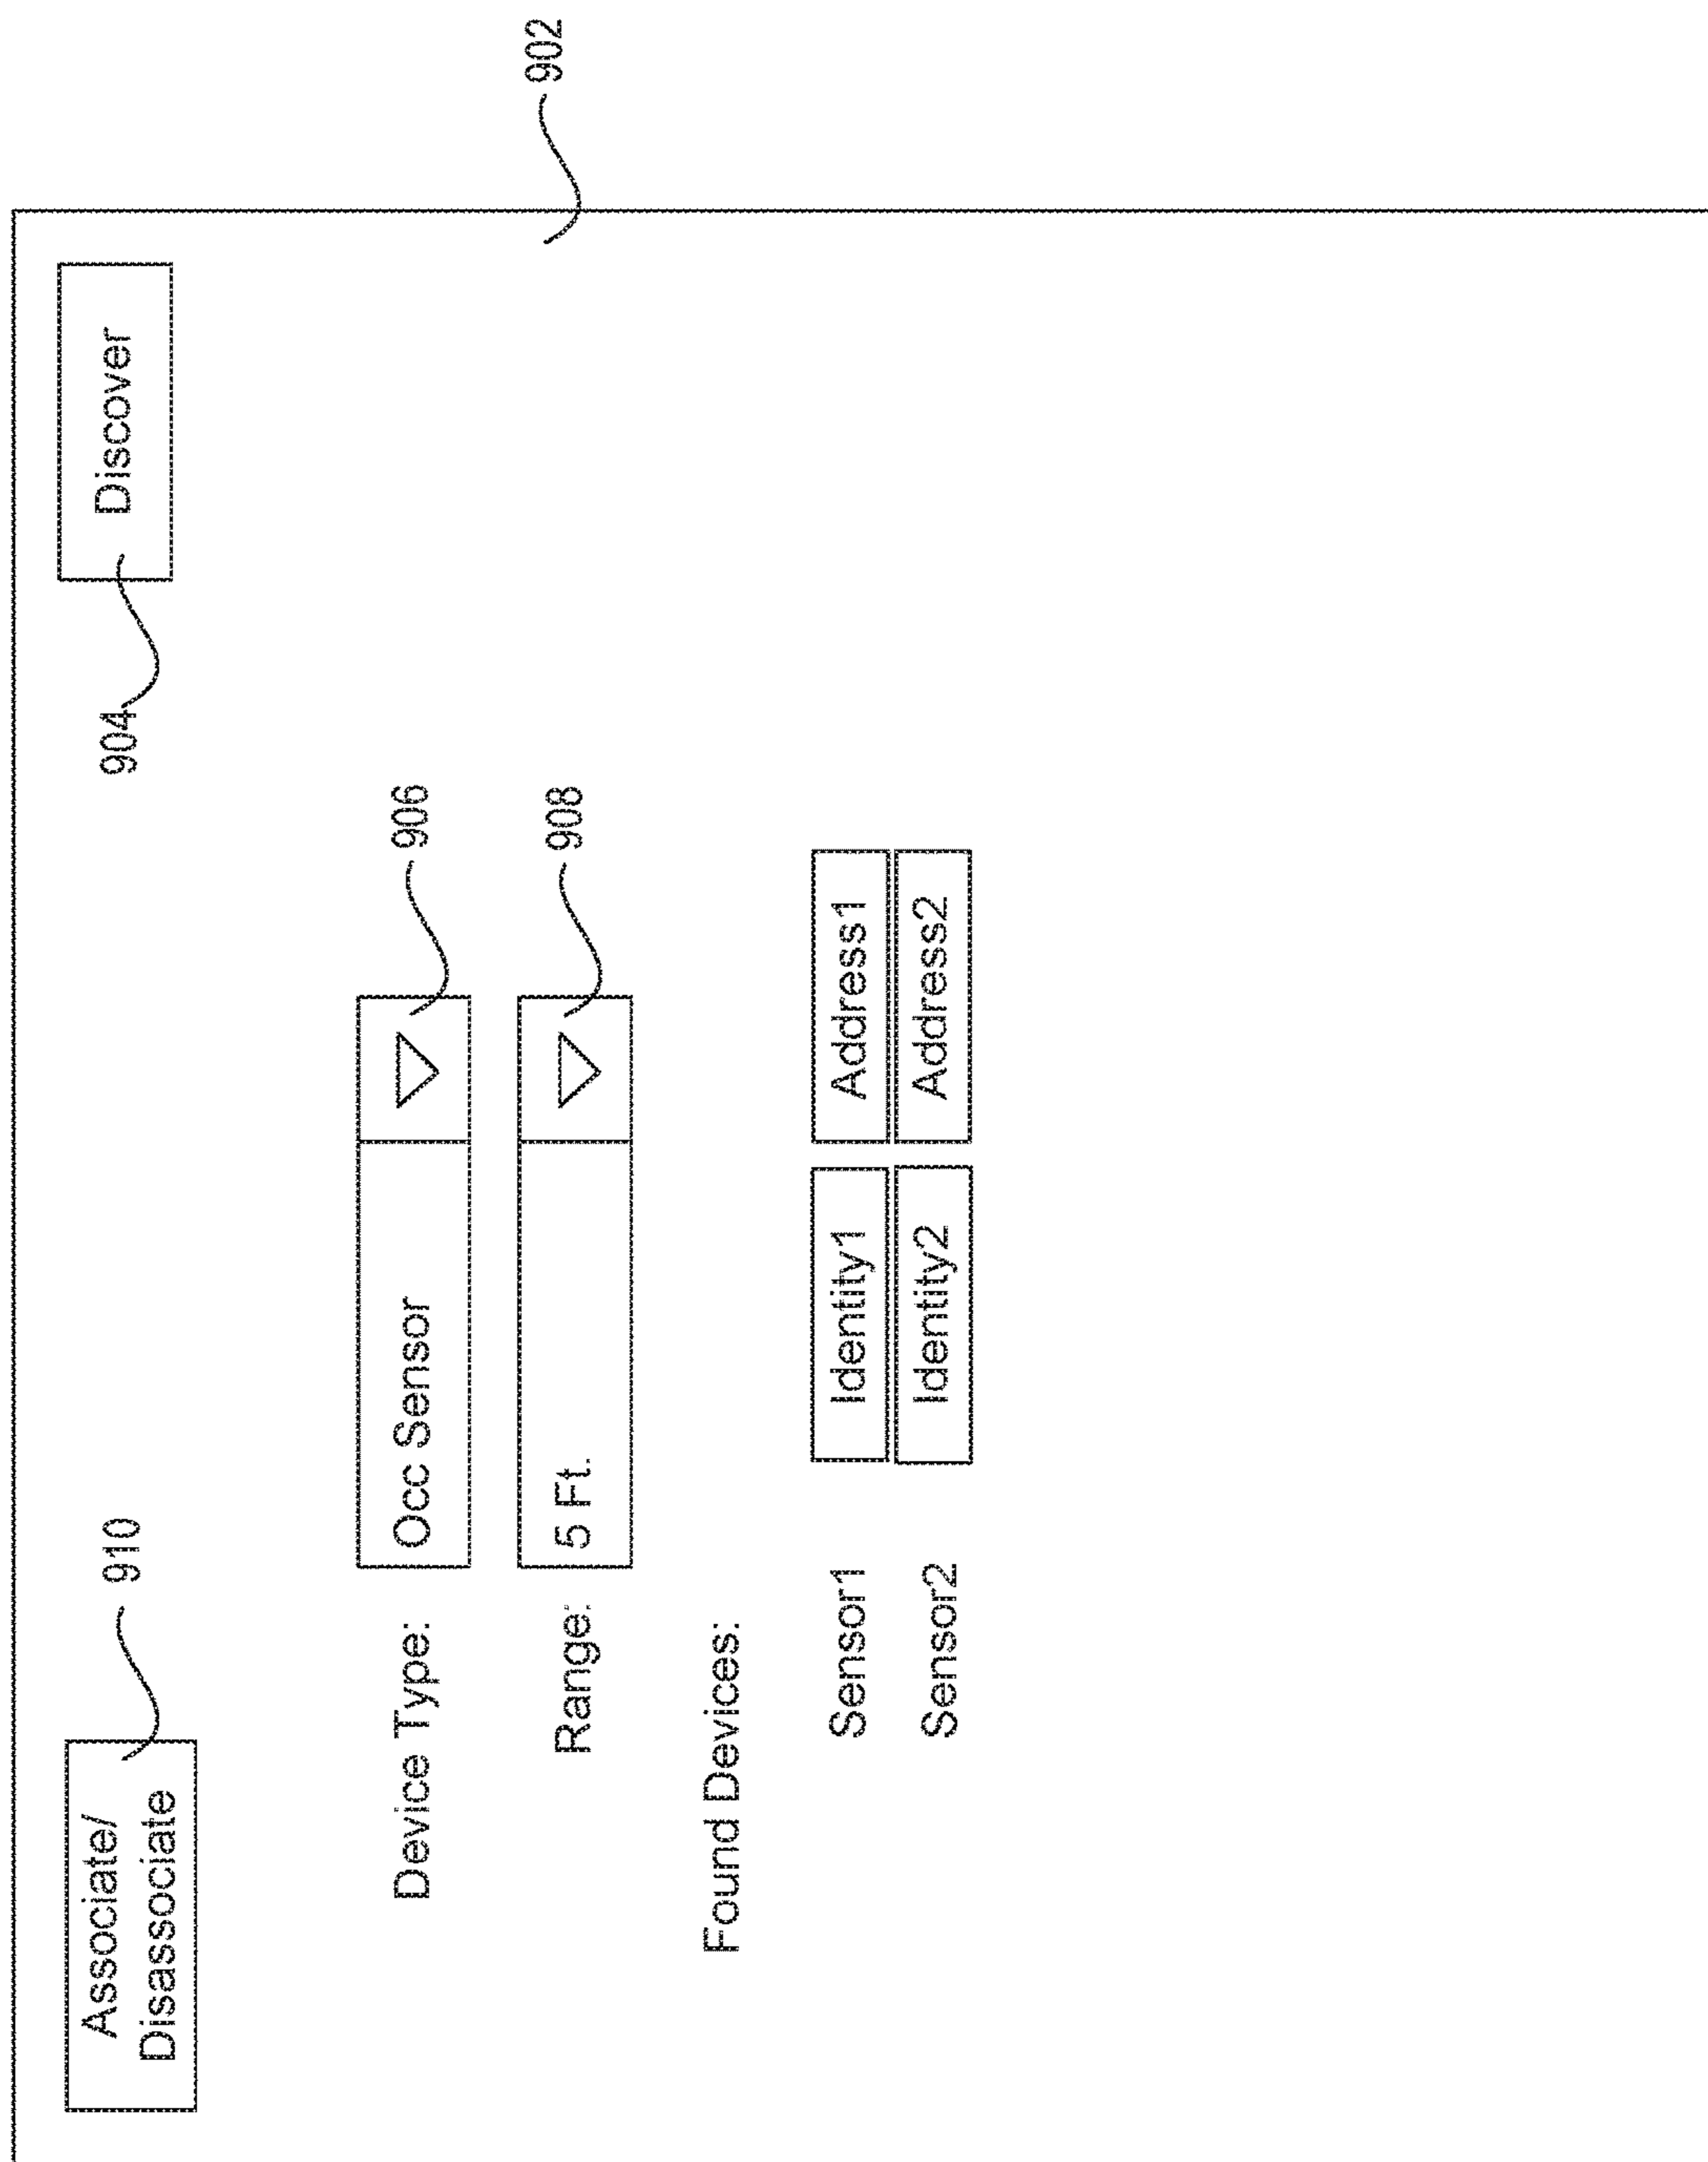 902
Associate/
Disassociate
910
904
Discover
Device Type:
Occ Sensor
906
Range:
5 Ft.
908
Found Devices:
Sensor1
Identity1
Address1
Sensor2
Identity2
Address2